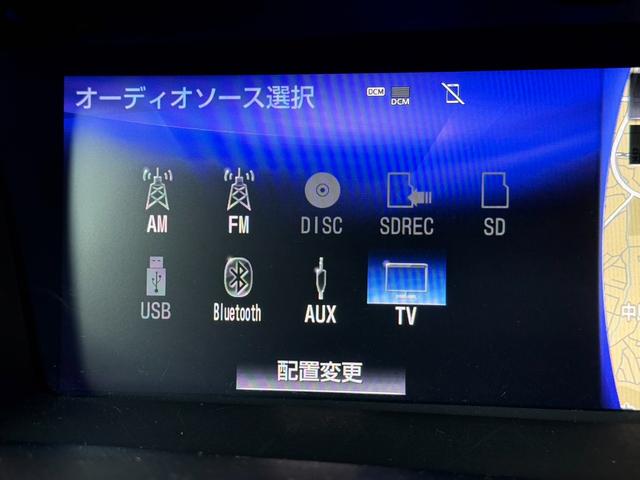 オーディオソース選択
DCM
DCM
AM FM DISC SDREC SD
USB Bluetooth AUX TV
配置変更
中